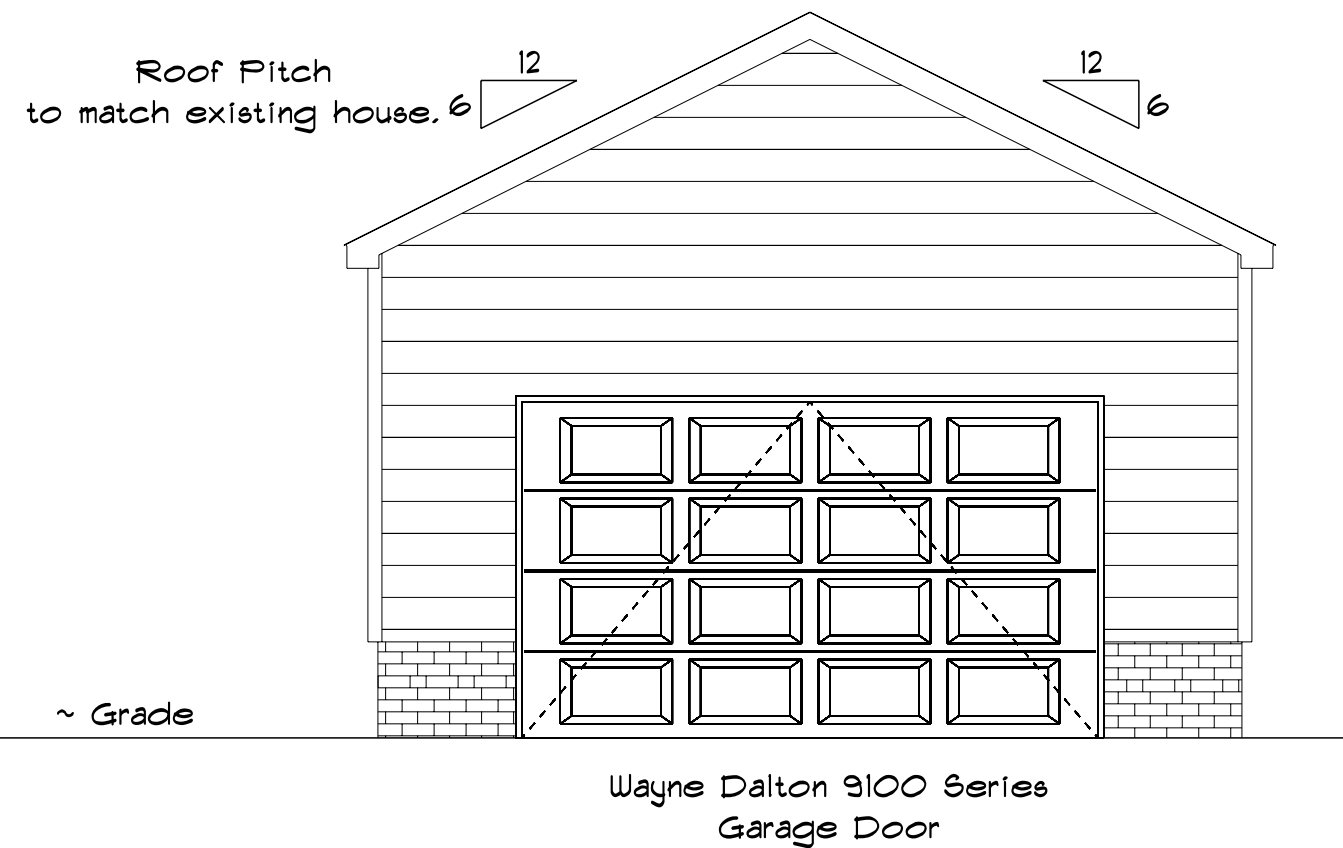 12
12
Roof Pitch
to match existing house.
6
6
~ Grade
Wayne Dalton 9100 Series
Garage Door